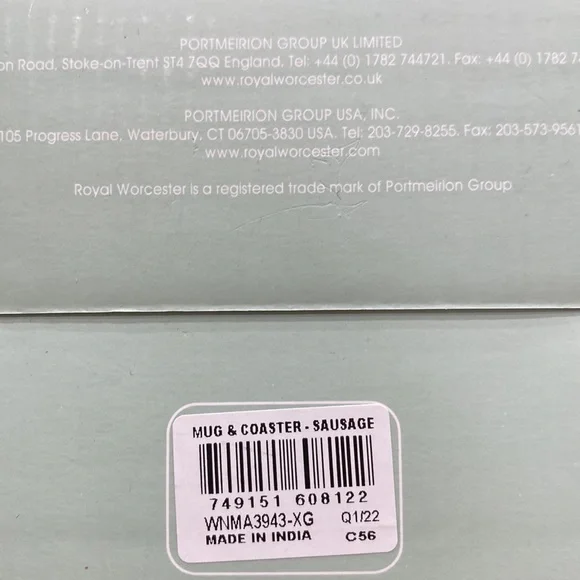 PORTMEIRION GROUP UK LIMITED
on Road, Stoke-on-Trent ST4 7QQ England. Tel: +44 (0) 1782 744721. Fax: +44 (0) 1782 74
www.royalworcester.co.uk
PORTMEIRION GROUP USA, INC.
105 Progress Lane, Waterbury, CT 06705-3830 USA. Tel: 203-729-8255. Fax: 203-573-9561
www.royalworcester.com
Royal Worcester is a registered trade mark of Portmeirion Group
MUG & COASTER - SAUSAGE
749151 608122
WNMA3943-XG Q1/22
MADE IN INDIA C56